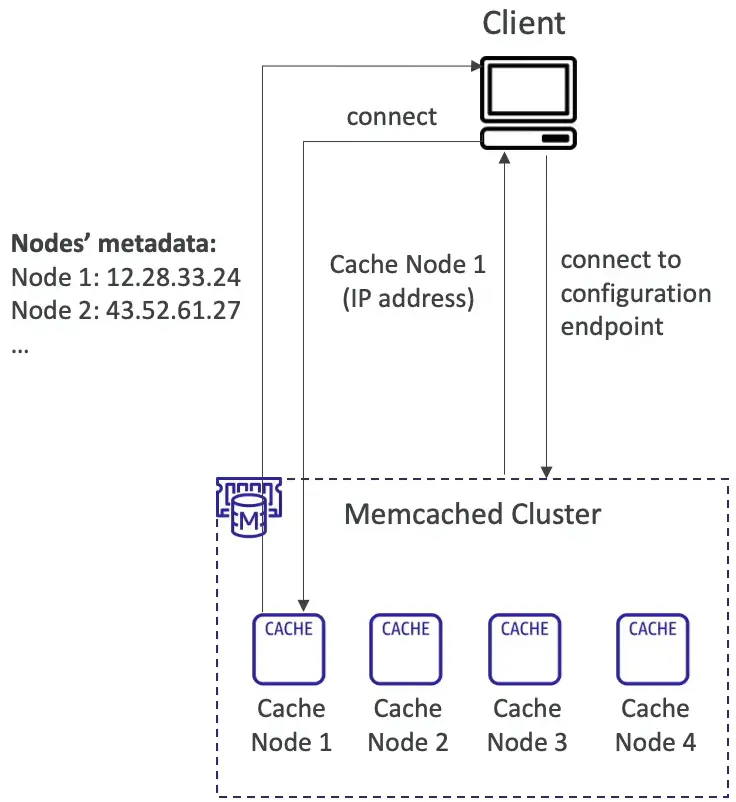 Client
connect
Nodes’ metadata:
Node 1: 12.28.33.24
Node 2: 43.52.61.27
...
Cache Node 1
(IP address)
connect to
configuration
endpoint
M
Memcached Cluster
CACHE
CACHE
CACHE
CACHE
Cache
Node 1
Cache
Node 2
Cache
Node 3
Cache
Node 4